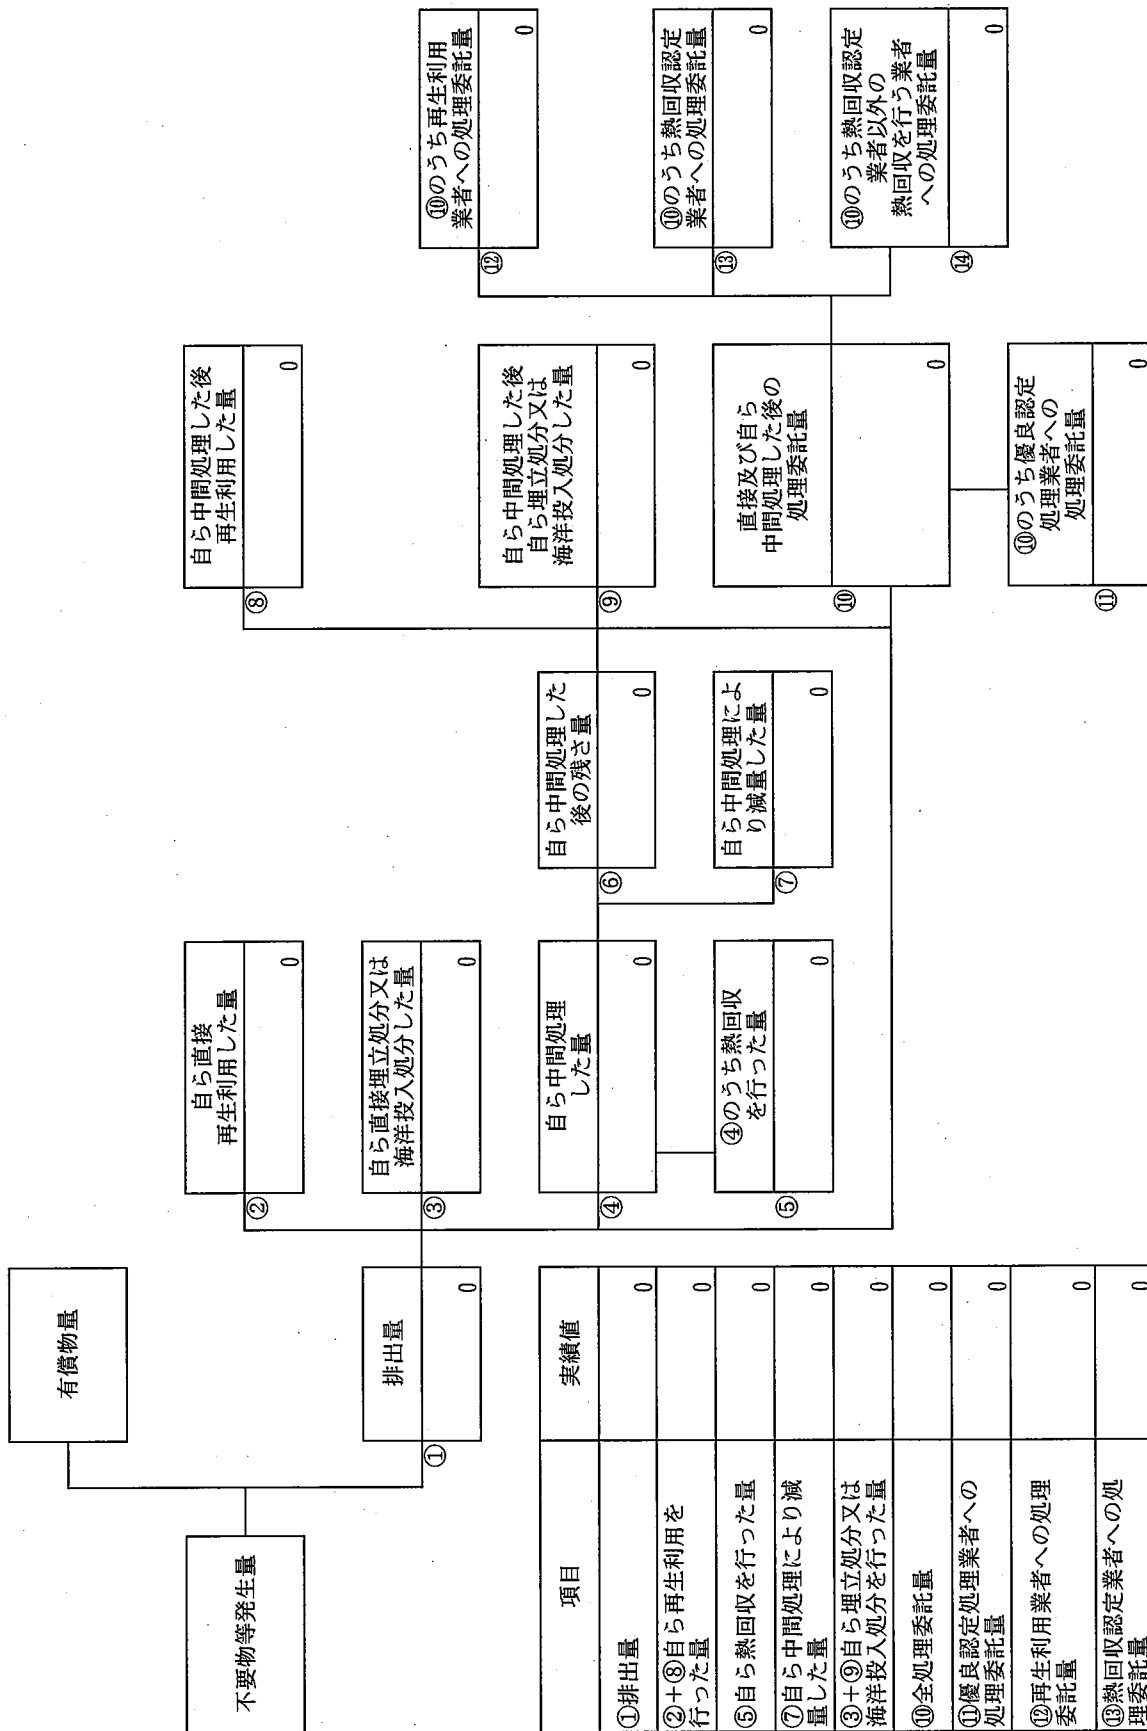 不要物等発生量
有償物量
①
排出量
0
②
自ら直接
再生利用した量
0
③
自ら直接埋立処分又は
海洋投入処分した量
0
④
自ら中間処理
した量
0
⑤
④のうち熱回収
を行った量
0
⑥
自ら中間処理した
後の残さ量
0
⑦
自ら中間処理によ
り減量した量
0
⑧
自ら中間処理した後
再生利用した量
0
⑨
自ら中間処理した後
自ら埋立処分又は
海洋投入処分した量
0
⑩
直接及び自ら
中間処理した後の
処理委託量
0
⑪
⑩のうち優良認定
処理業者への
処理委託量
0
⑫
⑩のうち再生利用
業者への処理委託量
0
⑬
⑩のうち熱回収認定
業者への処理委託量
0
⑭
⑩のうち熱回収認定
業者以外の
熱回収を行う業者
への処理委託量
0
項目 実績値
①排出量 0
②+⑧自ら再生利用を
行った量 0
⑤自ら熱回収を行った量 0
⑦自ら中間処理により減
量した量 0
③+⑨自ら埋立処分又は
海洋投入処分を行った量 0
⑩全処理委託量 0
⑪優良認定処理業者への
処理委託量 0
⑫再生利用業者への処理
委託量 0
⑬熱回収認定業者への処
理委託量 0